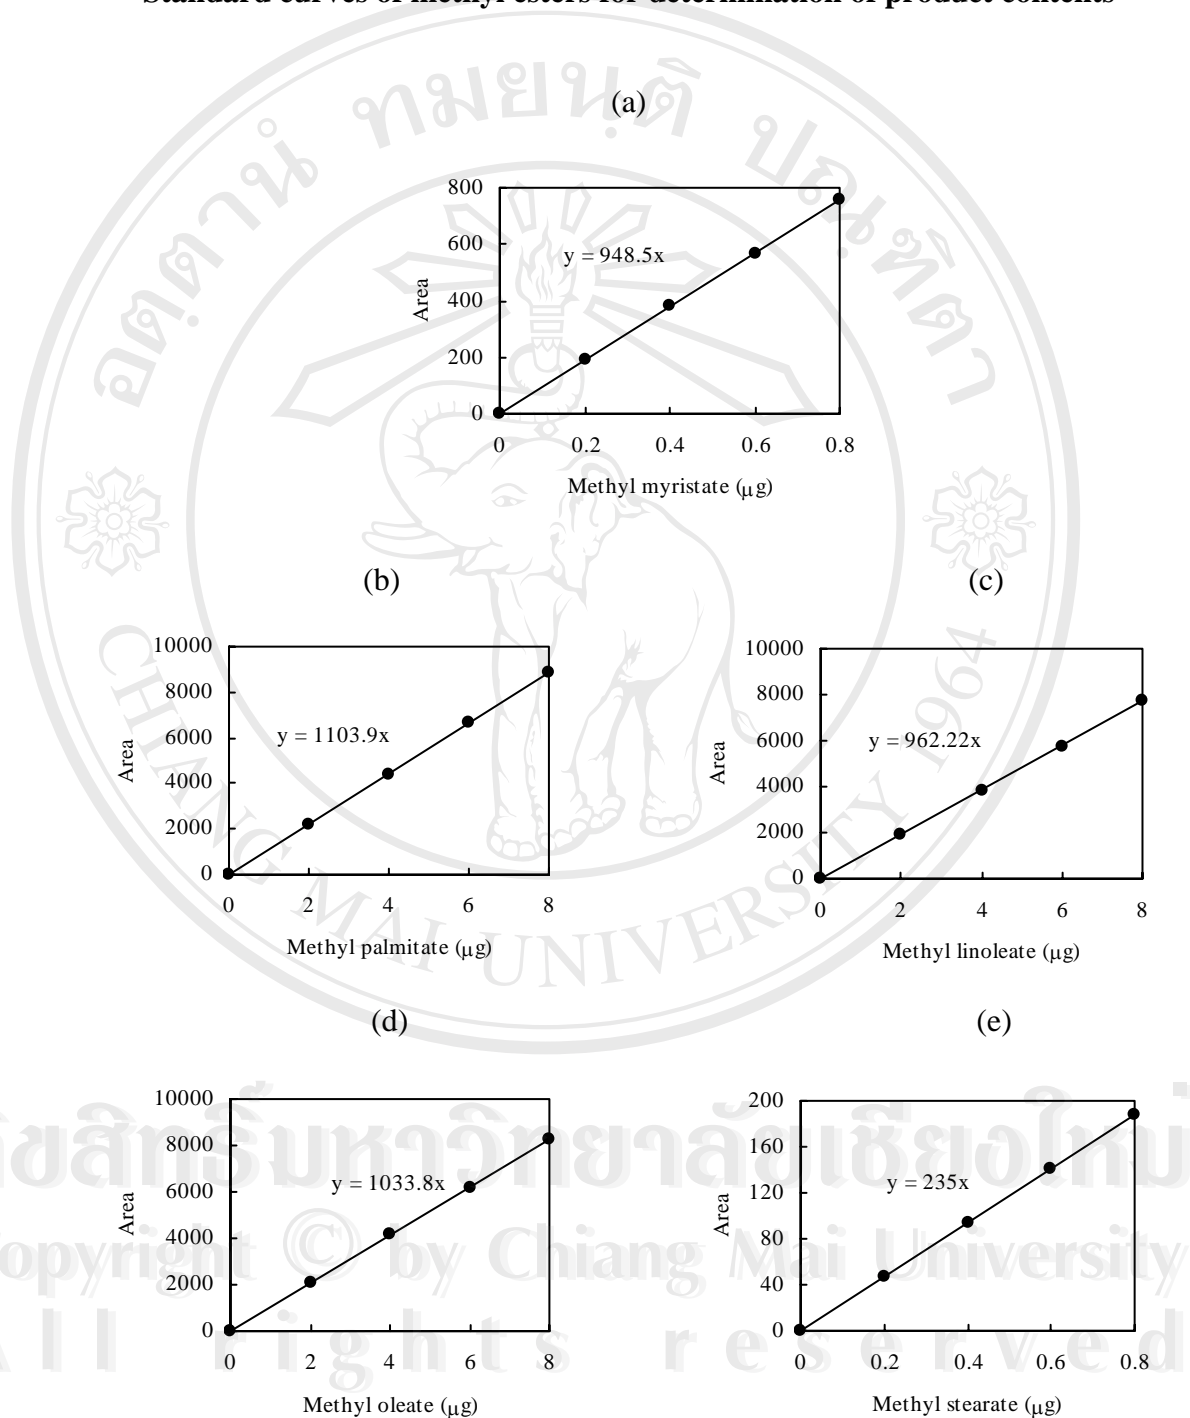 Standard curves of methyl esters for determination of product contents
(a)
800
600
400
200
0
Area
y = 948.5x
0 0.2 0.4 0.6 0.8
Methyl myristate (μg)
(b)
10000
8000
6000
4000
2000
0
Area
y = 1103.9x
0 2 4 6 8
Methyl palmitate (μg)
(c)
10000
8000
6000
4000
2000
0
Area
y = 962.22x
0 2 4 6 8
Methyl linoleate (μg)
(d)
10000
8000
6000
4000
2000
0
Area
y = 1033.8x
0 2 4 6 8
Methyl oleate (μg)
(e)
200
160
120
80
40
0
Area
y = 235x
0 0.2 0.4 0.6 0.8
Methyl stearate (μg)
CHIANG MAI UNIVERSITY 1964
by Chiang Mai University
rights reserved